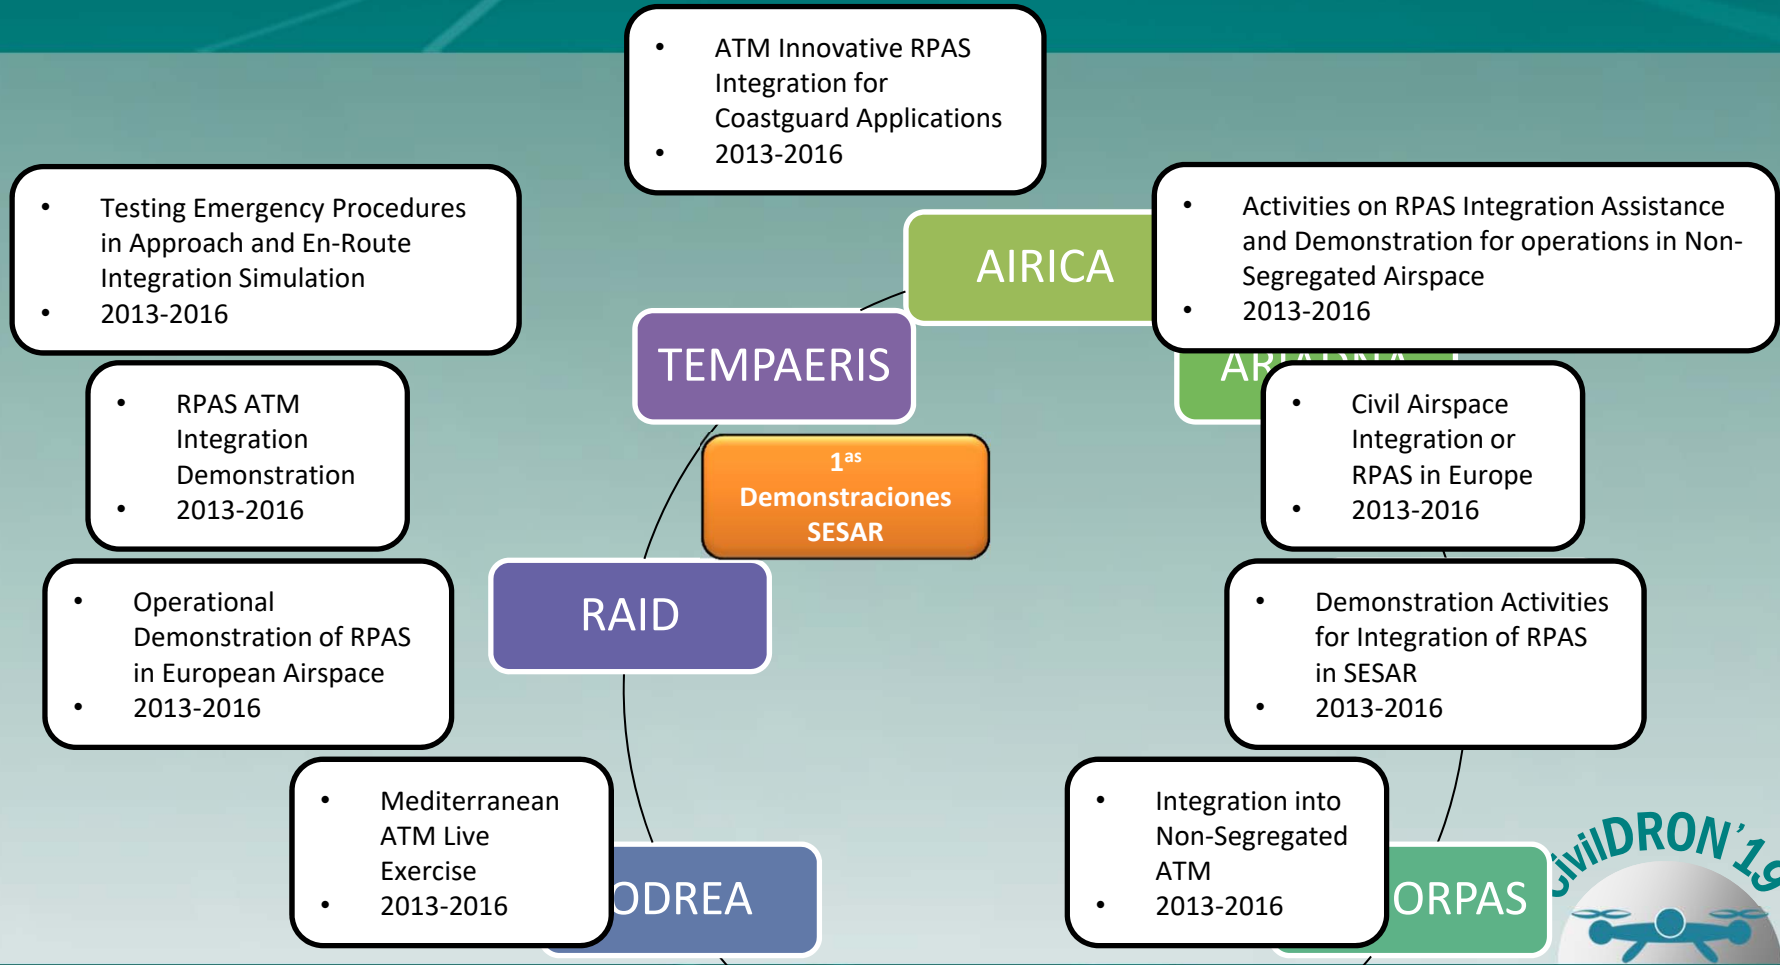 • ATM Innovative RPAS
Integration for
Coastguard Applications
• 2013-2016
• Testing Emergency Procedures
in Approach and En-Route
Integration Simulation
• 2013-2016
• Activities on RPAS Integration Assistance
and Demonstration for operations in Non-
Segregated Airspace
• 2013-2016
AIRICA
TEMPAERIS
ARIADNA
• RPAS ATM
Integration
Demonstration
• 2013-2016
1as
Demonstraciones
SESAR
• Civil Airspace
Integration or
RPAS in Europe
• 2013-2016
RAID
• Operational
Demonstration of RPAS
in European Airspace
• 2013-2016
• Demonstration Activities
for Integration of RPAS
in SESAR
• 2013-2016
• Mediterranean
ATM Live
Exercise
• 2013-2016
ODREA
• Integration into
Non-Segregated
ATM
• 2013-2016
ORPAS
CivilDRON'19